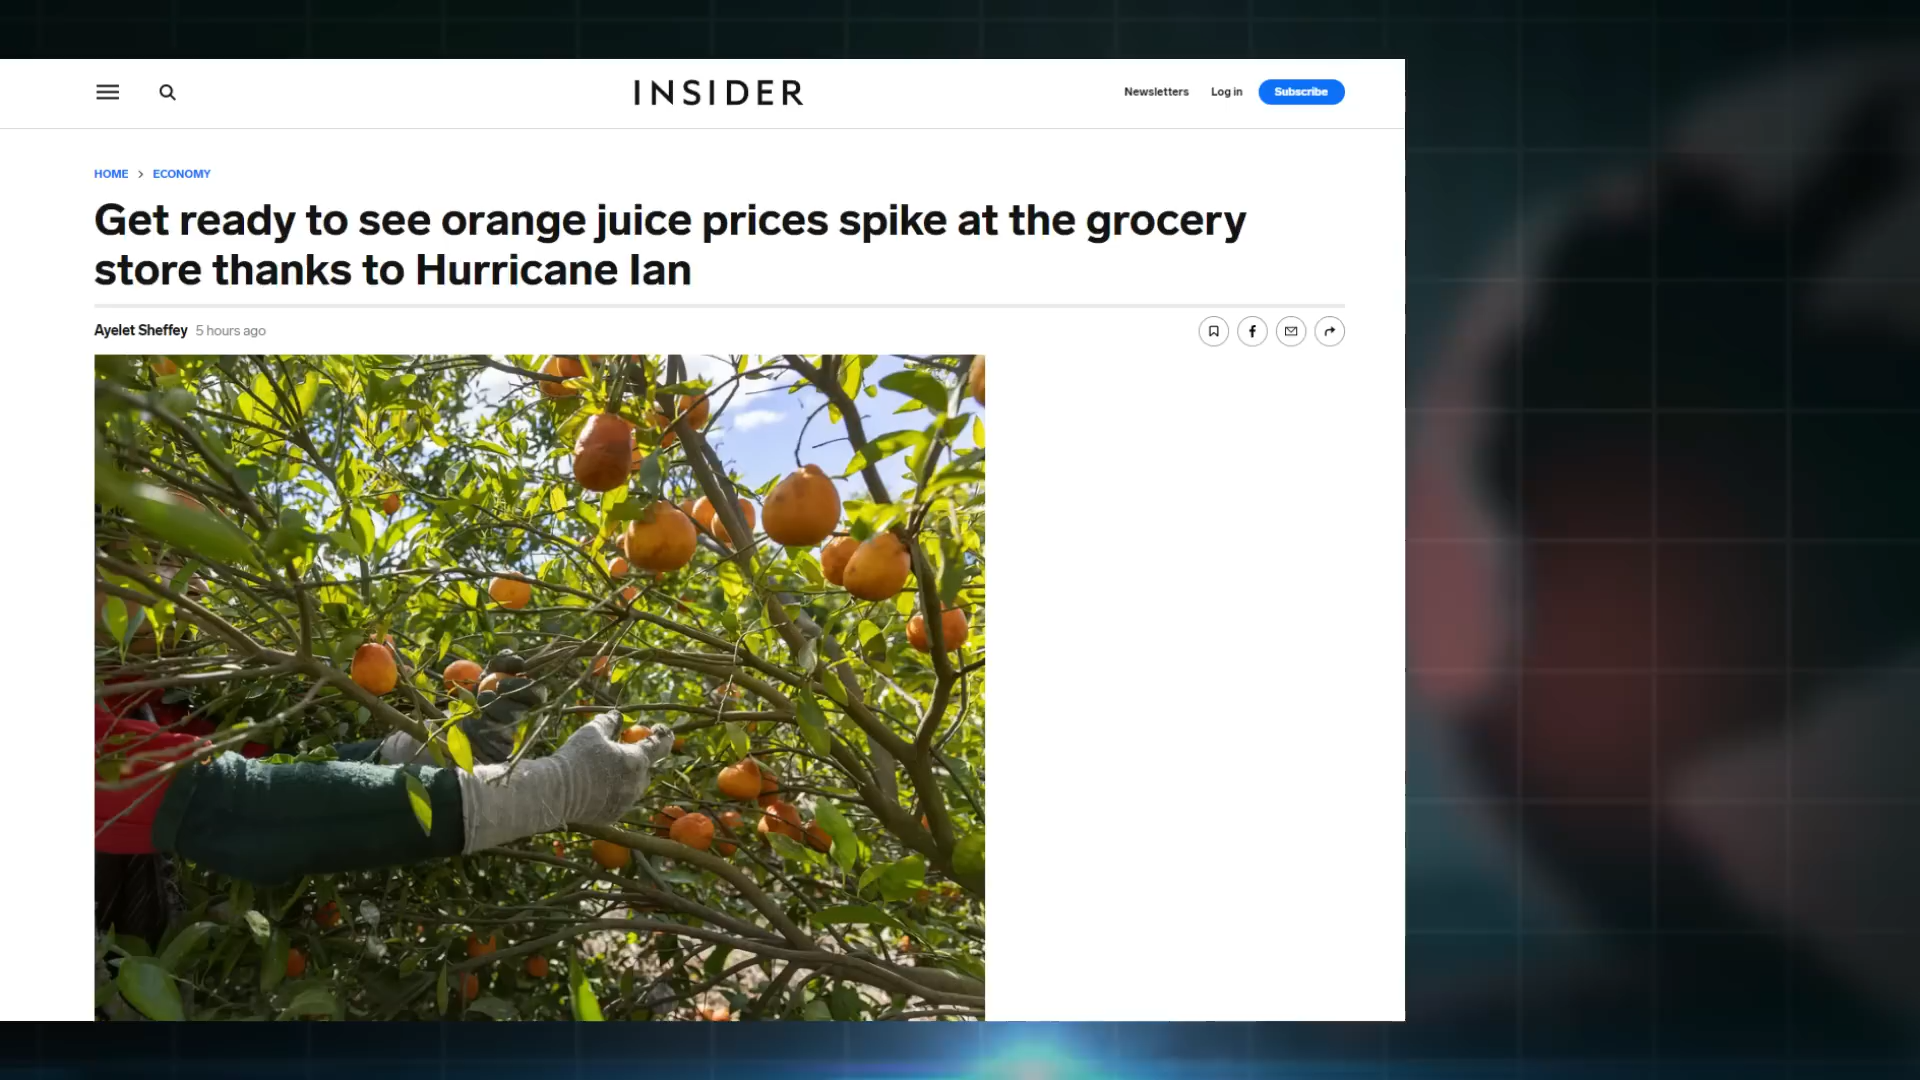 INSIDER
Newsletters
Log in
Subscribe
HOME > ECONOMY
Get ready to see orange juice prices spike at the grocery
store thanks to Hurricane Ian
Ayelet Sheffey 5 hours ago